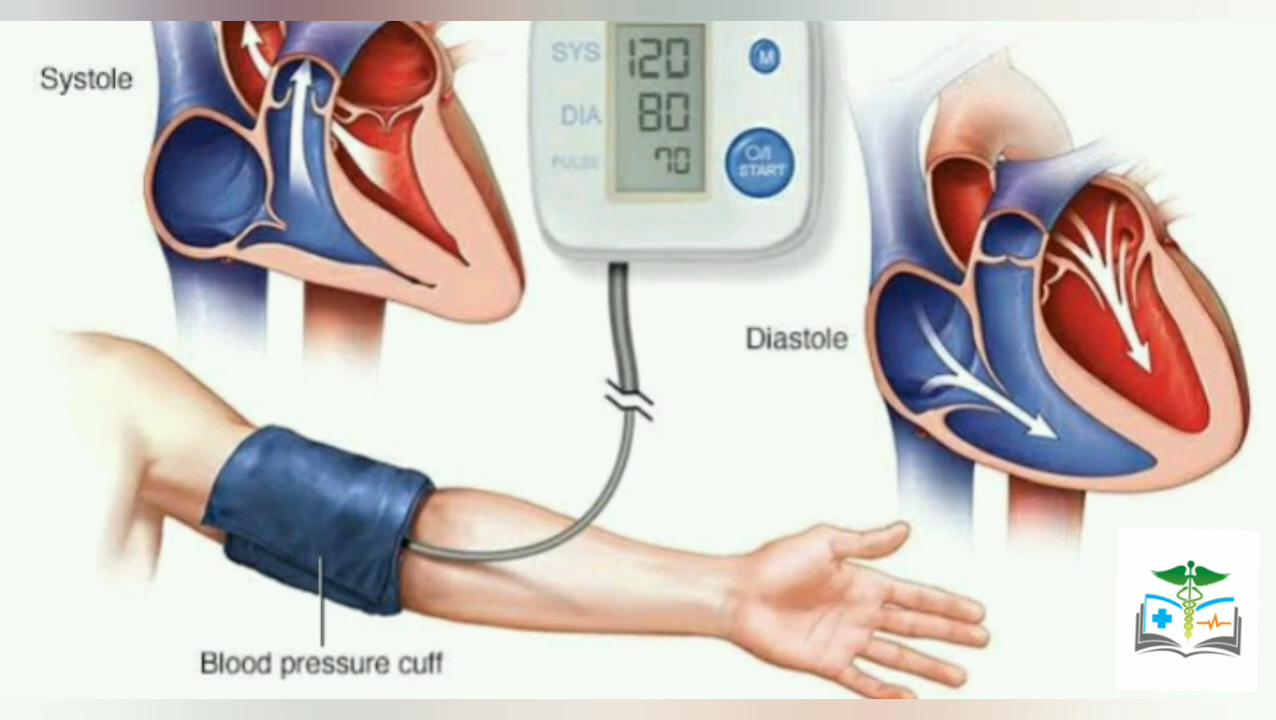 Systole
SYS 120
DIA 80
PULSE 70
M
O/I
START
Diastole
Blood pressure cuff